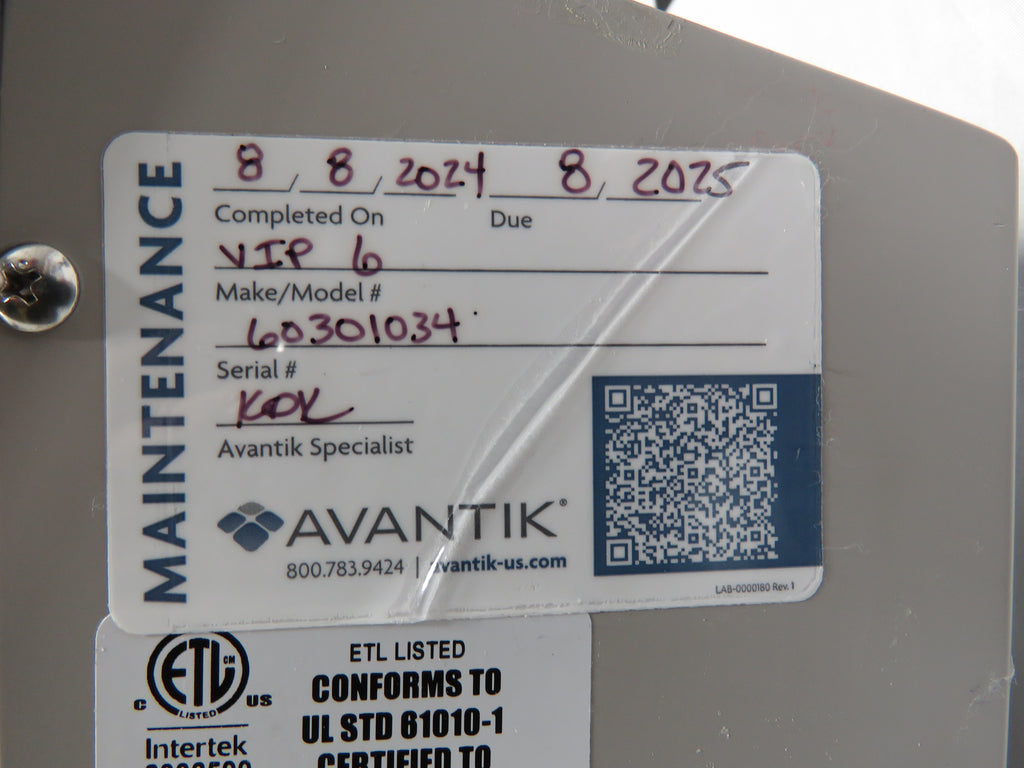 MAINTENANCE
8 / 8 / 2024 8 / 2025
Completed On Due
VIP 6
Make/Model #
60301034
Serial #
KDK
Avantik Specialist
AVANTIK®
800.783.9424 | avantik-us.com
LAB-0000180 Rev. 1
ETL CM
LISTED
C US
Intertek
ETL LISTED
CONFORMS TO
UL STD 61010-1
CERTIFIED TO